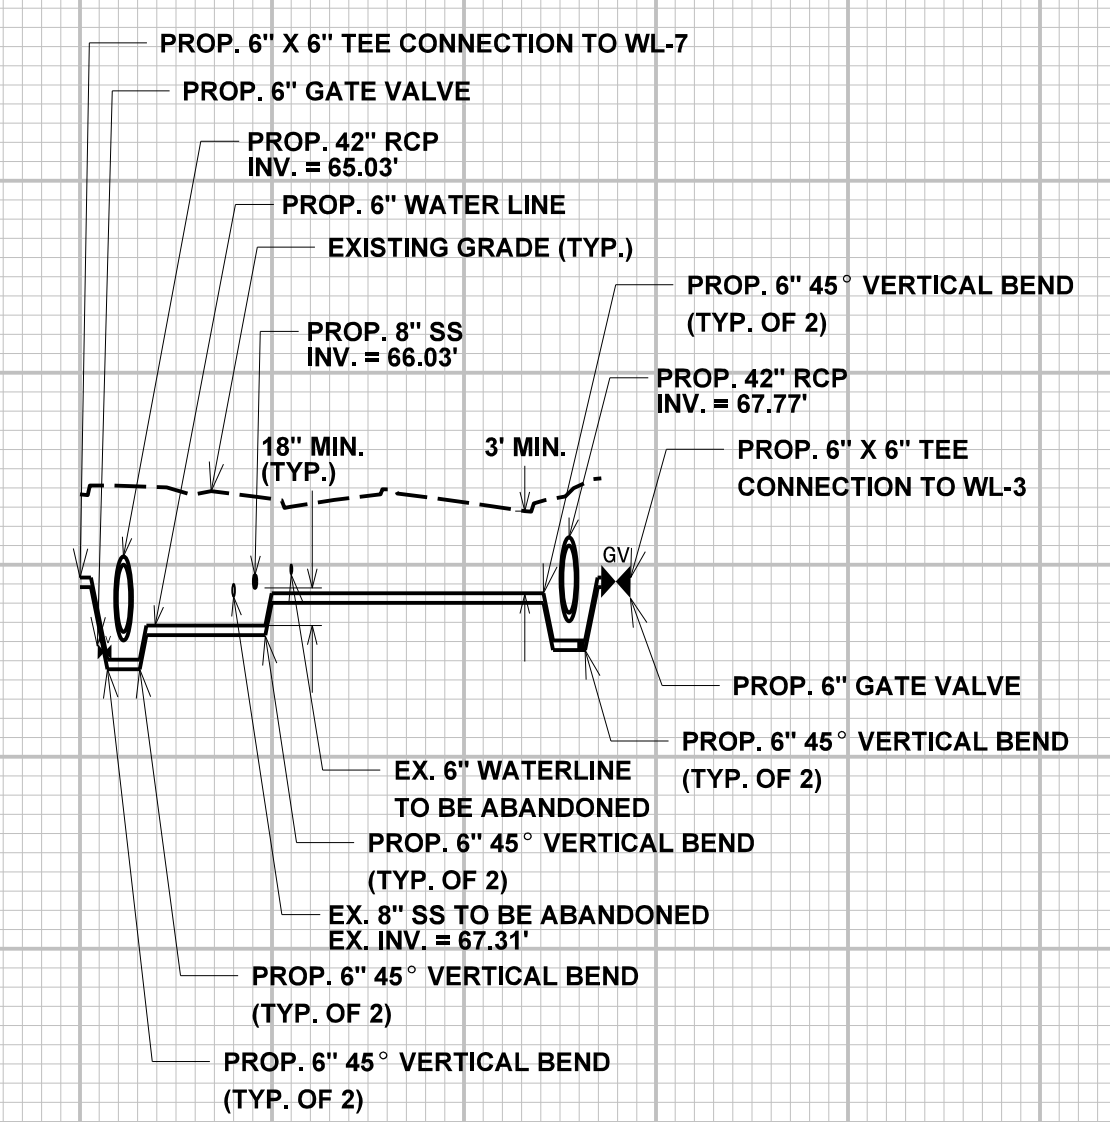 PROP. 6" X 6" TEE CONNECTION TO WL-7
PROP. 6" GATE VALVE
PROP. 42" RCP
INV. = 65.03'
PROP. 6" WATER LINE
EXISTING GRADE (TYP.)
PROP. 6" 45° VERTICAL BEND
(TYP. OF 2)
PROP. 8" SS
INV. = 66.03'
PROP. 42" RCP
INV. = 67.77'
18" MIN.
(TYP.)
3' MIN.
PROP. 6" X 6" TEE
CONNECTION TO WL-3
GV
PROP. 6" GATE VALVE
PROP. 6" 45° VERTICAL BEND
(TYP. OF 2)
EX. 6" WATERLINE
TO BE ABANDONED
PROP. 6" 45° VERTICAL BEND
(TYP. OF 2)
EX. 8" SS TO BE ABANDONED
EX. INV. = 67.31'
PROP. 6" 45° VERTICAL BEND
(TYP. OF 2)
PROP. 6" 45° VERTICAL BEND
(TYP. OF 2)